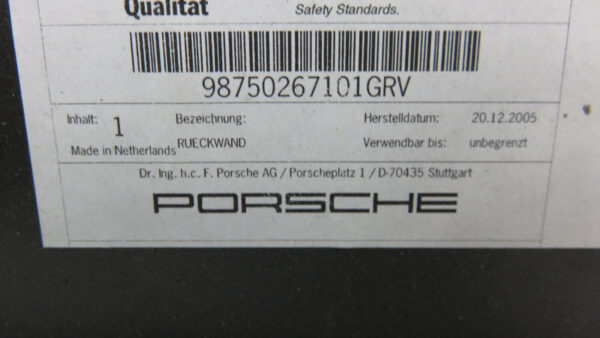 Qualität
Safety Standards.
98750267101GRV
Inhalt: 1 Bezeichnung: Herstelldatum: 20.12.2005
Made in Netherlands RUECKWAND Verwendbar bis: unbegrenzt
Dr. Ing. h.c. F. Porsche AG / Porscheplatz 1 / D-70435 Stuttgart
PORSCHE